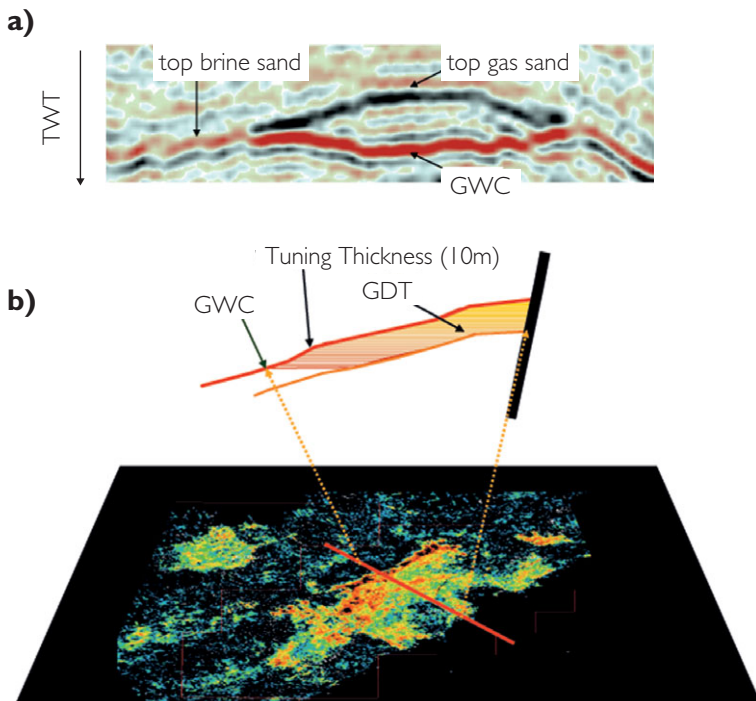 a)
top brine sand
top gas sand
TWT
GWC
Tuning Thickness (10m)
b)
GDT
GWC